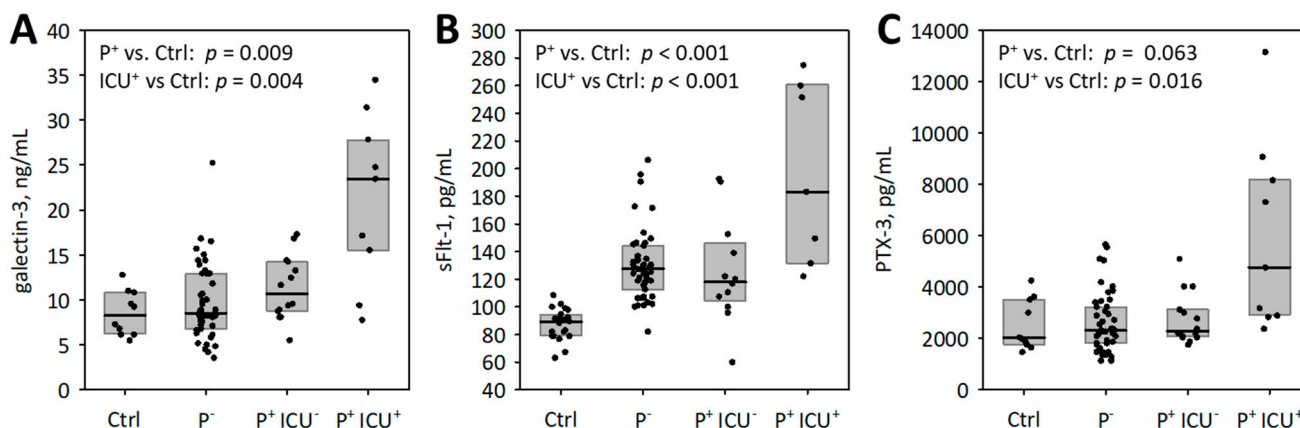 A
galectin-3, ng/mL
40
35
30
25
20
15
10
5
0
P⁺ vs. Ctrl: p = 0.009
ICU⁺ vs Ctrl: p = 0.004
Ctrl P⁻ P⁺ ICU⁻ P⁺ ICU⁺
B
sFlt-1, pg/mL
300
280
260
240
220
200
180
160
140
120
100
80
60
40
P⁺ vs. Ctrl: p < 0.001
ICU⁺ vs Ctrl: p < 0.001
Ctrl P⁻ P⁺ ICU⁻ P⁺ ICU⁺
C
PTX-3, pg/mL
14000
12000
10000
8000
6000
4000
2000
0
P⁺ vs. Ctrl: p = 0.063
ICU⁺ vs Ctrl: p = 0.016
Ctrl P⁻ P⁺ ICU⁻ P⁺ ICU⁺